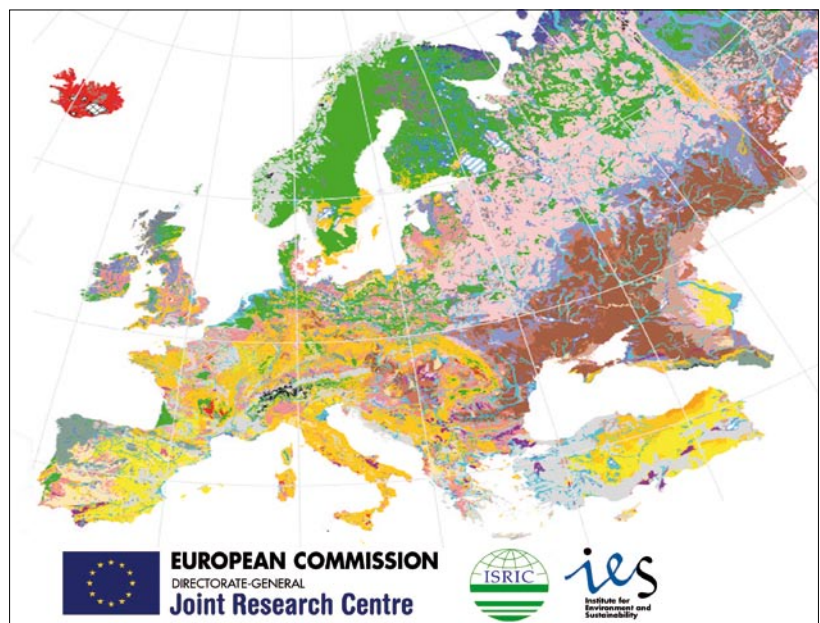 EUROPEAN COMMISSION
DIRECTORATE-GENERAL
Joint Research Centre
ISRIC
ies
Institute for
Environment and
Sustainability